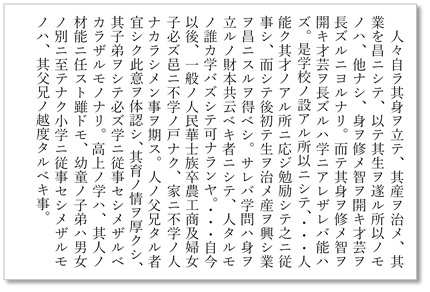 人々自ラ其身ヲ立テ、其産ヲ治メ、其
業ヲ昌ニシテ、以テ其生ヲ遂ル所以ノモ
ノハ、他ナシ、身ヲ修メ智ヲ開キ才芸ヲ
長ズルニヨルナリ。而テ其身ヲ修メ智ヲ
開キ才芸ヲ長ズルハ学ニアレザレバ能ハ
ズ。是学校ノ設アル所以ニシテ、・・・人
能ク其才ノアル所ニ応ジ勉励シテ之ニ従
事シ、而シテ後初テ生ヲ治メ産ヲ興シ業
ヲ昌ニスルヲ得ベシ。サレバ学問ハ身ヲ
立ルノ財本共云ベキ者ニシテ、人タルモ
ノ誰カ学バズシテ可ナランヤ。・・・自今
以後、一般ノ人民華士族卒農工商及婦女
子必ズ邑ニ不学ノ戸ナク、家ニ不学ノ人
ナカラシメン事ヲ期ス。人ノ父兄タル者
宜シク此意ヲ体認シ、其育ノ情ヲ厚クシ、
其子弟ヲシテ必ズ学ニ従事セシメザルベ
カラザルモノナリ。高上ノ学ハ、其人ノ
材能ニ任スト雖ドモ、幼童ノ子弟ハ男女
ノ別ニ至テナク小学ニ従事セシメザルモ
ノハ、其父兄ノ越度タルベキ事。